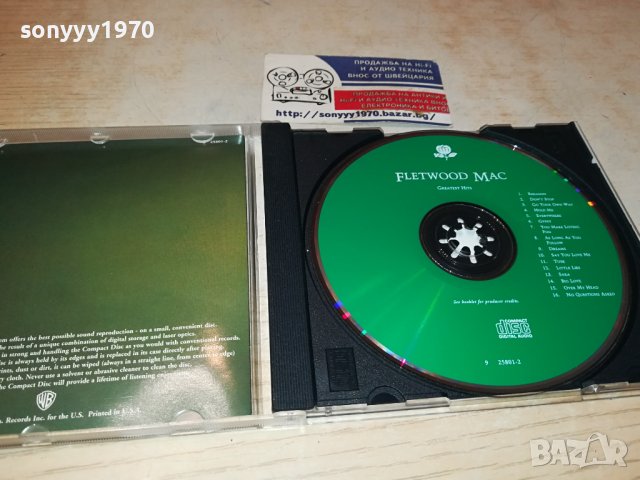 sonyyy1970
ПРОДАЖБА НА Hi-Fi
И АУДИО ТЕХНИКА
ВНОС ОТ ШВЕЙЦАРИЯ
ПРОДАЖБА НА АНТИКИ
Hi-Fi И АУДИО ТЕХНИКА ВНО
ЕЛЕКТРОНИКА И БИТО
http://sonyyy1970.bazar.bg/
25801-2
om offers the best possible sound reproduction - on a small, convenient disc
he result of a unique combination of digital storage and laser optics.
in storing and handling the Compact Disc as you would with conventional records.
is always held by its edges and is replaced in its case directly after playing
rints, dust or dirt, it can be wiped (always in a straight line, from center to edge)
ry cloth. Never use a solvent or abrasive cleaner to clean the disc.
he Compact Disc will provide a lifetime of listening enjoyment.
WB
Records Inc. for the U.S. Printed in U.S.A.
FLETWOOD MAC
GREATEST HITS
1. RHIANNON
2. DON'T STOP
3. GO YOUR OWN WAY
4. HOLD ME
5. EVERYWHERE
6. GYPSY
7. YOU MAKE LOVING
FUN
8. AS LONG AS YOU
FOLLOW
9. DREAMS
10. SAY YOU LOVE ME
11. TUSK
12. LITTLE LIES
13. SARA
14. BIG LOVE
15. OVER MY HEAD
16. NO QUESTIONS ASKED
See booklet for producer credits.
COMPACT
disc
DIGITAL AUDIO
9 25801-2
bazar